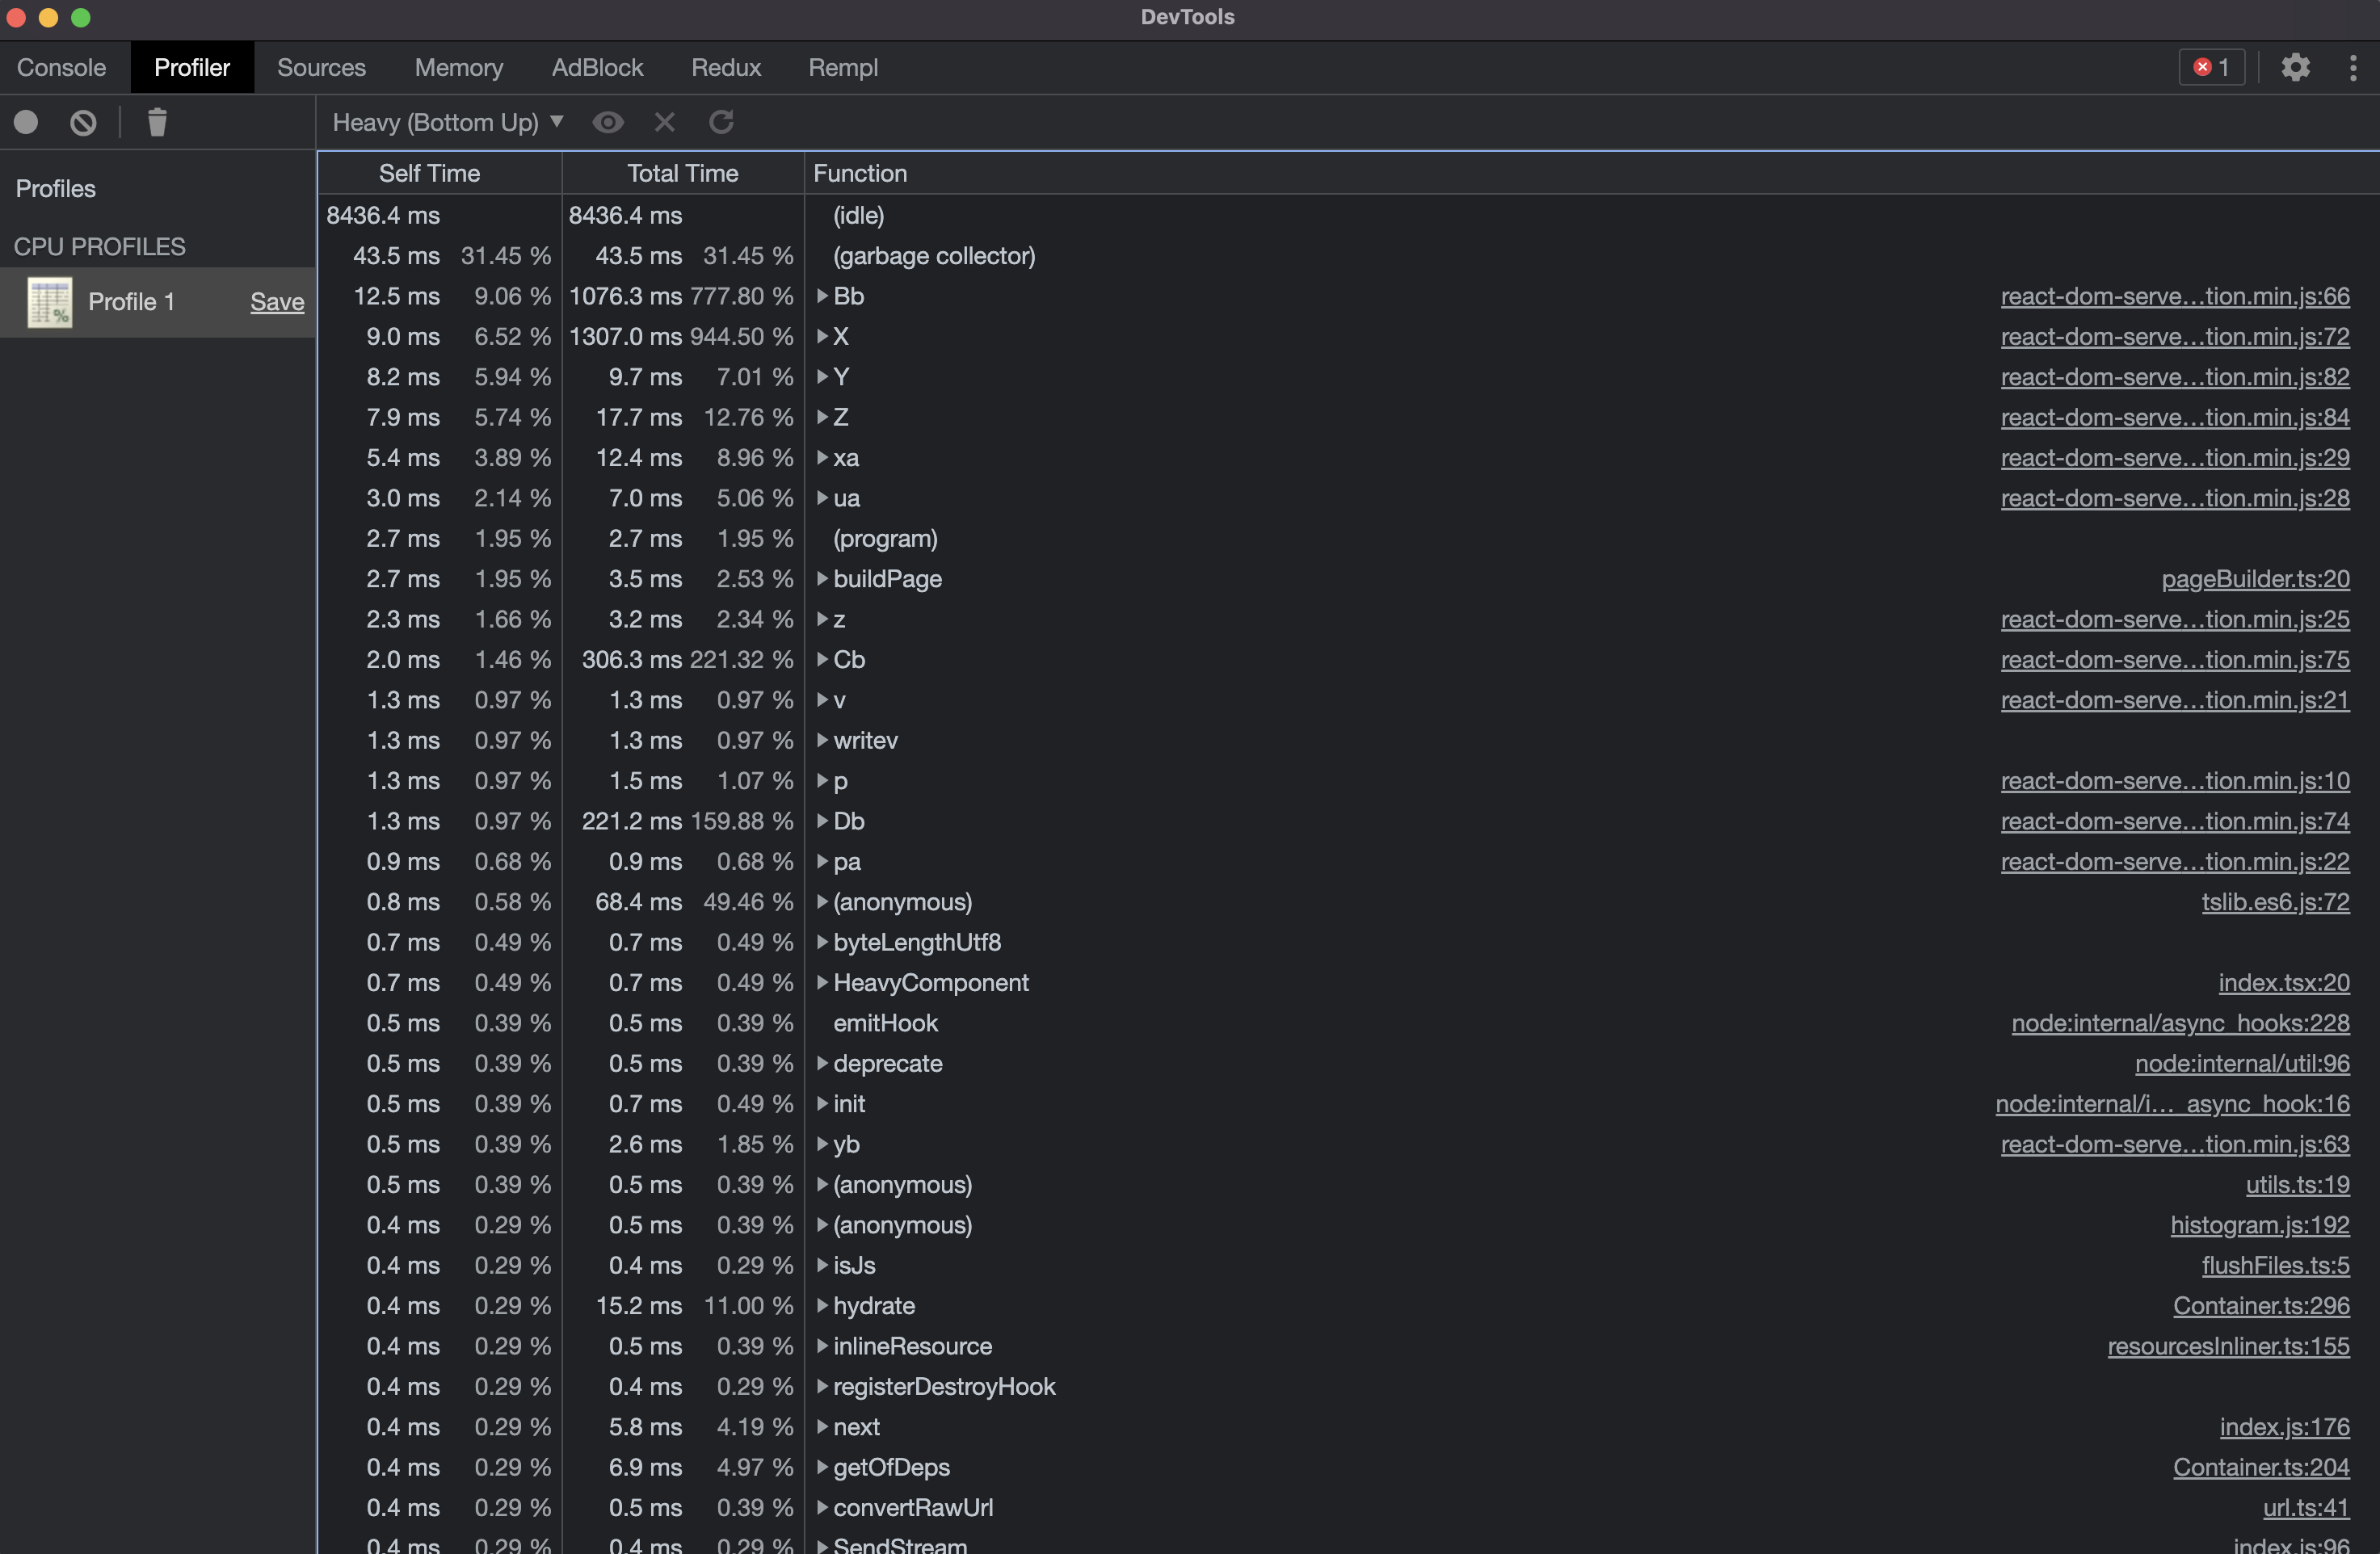 DevTools
Console Profiler Sources Memory AdBlock Redux Rempl 1
Heavy (Bottom Up)
Profiles
CPU PROFILES
Profile 1 Save
Self Time Total Time Function
8436.4 ms 8436.4 ms (idle)
43.5 ms 31.45 % 43.5 ms 31.45 % (garbage collector)
12.5 ms 9.06 % 1076.3 ms 777.80 % Bb react-dom-serve…tion.min.js:66
9.0 ms 6.52 % 1307.0 ms 944.50 % X react-dom-serve…tion.min.js:72
8.2 ms 5.94 % 9.7 ms 7.01 % Y react-dom-serve…tion.min.js:82
7.9 ms 5.74 % 17.7 ms 12.76 % Z react-dom-serve…tion.min.js:84
5.4 ms 3.89 % 12.4 ms 8.96 % xa react-dom-serve…tion.min.js:29
3.0 ms 2.14 % 7.0 ms 5.06 % ua react-dom-serve…tion.min.js:28
2.7 ms 1.95 % 2.7 ms 1.95 % (program)
2.7 ms 1.95 % 3.5 ms 2.53 % buildPage pageBuilder.ts:20
2.3 ms 1.66 % 3.2 ms 2.34 % z react-dom-serve…tion.min.js:25
2.0 ms 1.46 % 306.3 ms 221.32 % Cb react-dom-serve…tion.min.js:75
1.3 ms 0.97 % 1.3 ms 0.97 % v react-dom-serve…tion.min.js:21
1.3 ms 0.97 % 1.3 ms 0.97 % writev
1.3 ms 0.97 % 1.5 ms 1.07 % p react-dom-serve…tion.min.js:10
1.3 ms 0.97 % 221.2 ms 159.88 % Db react-dom-serve…tion.min.js:74
0.9 ms 0.68 % 0.9 ms 0.68 % pa react-dom-serve…tion.min.js:22
0.8 ms 0.58 % 68.4 ms 49.46 % (anonymous) tslib.es6.js:72
0.7 ms 0.49 % 0.7 ms 0.49 % byteLengthUtf8
0.7 ms 0.49 % 0.7 ms 0.49 % HeavyComponent index.tsx:20
0.5 ms 0.39 % 0.5 ms 0.39 % emitHook node:internal/async_hooks:228
0.5 ms 0.39 % 0.5 ms 0.39 % deprecate node:internal/util:96
0.5 ms 0.39 % 0.7 ms 0.49 % init node:internal/i…_async_hook:16
0.5 ms 0.39 % 2.6 ms 1.85 % yb react-dom-serve…tion.min.js:63
0.5 ms 0.39 % 0.5 ms 0.39 % (anonymous) utils.ts:19
0.4 ms 0.29 % 0.5 ms 0.39 % (anonymous) histogram.js:192
0.4 ms 0.29 % 0.4 ms 0.29 % isJs flushFiles.ts:5
0.4 ms 0.29 % 15.2 ms 11.00 % hydrate Container.ts:296
0.4 ms 0.29 % 0.5 ms 0.39 % inlineResource resourcesInliner.ts:155
0.4 ms 0.29 % 0.4 ms 0.29 % registerDestroyHook
0.4 ms 0.29 % 5.8 ms 4.19 % next index.js:176
0.4 ms 0.29 % 6.9 ms 4.97 % getOfDeps Container.ts:204
0.4 ms 0.29 % 0.5 ms 0.39 % convertRawUrl url.ts:41
0.4 ms 0.29 % 0.4 ms 0.29 % SendStream index.js:96